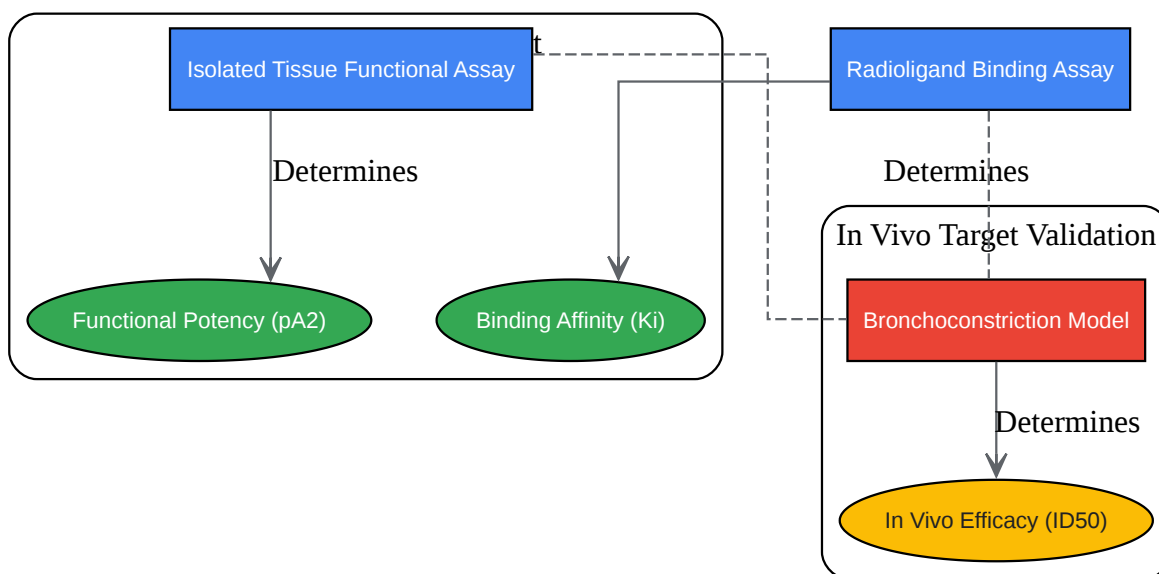 t
Isolated Tissue Functional Assay
Radioligand Binding Assay
Determines
Determines
In Vivo Target Validation
Functional Potency (pA2)
Binding Affinity (Ki)
Bronchoconstriction Model
Determines
In Vivo Efficacy (ID50)